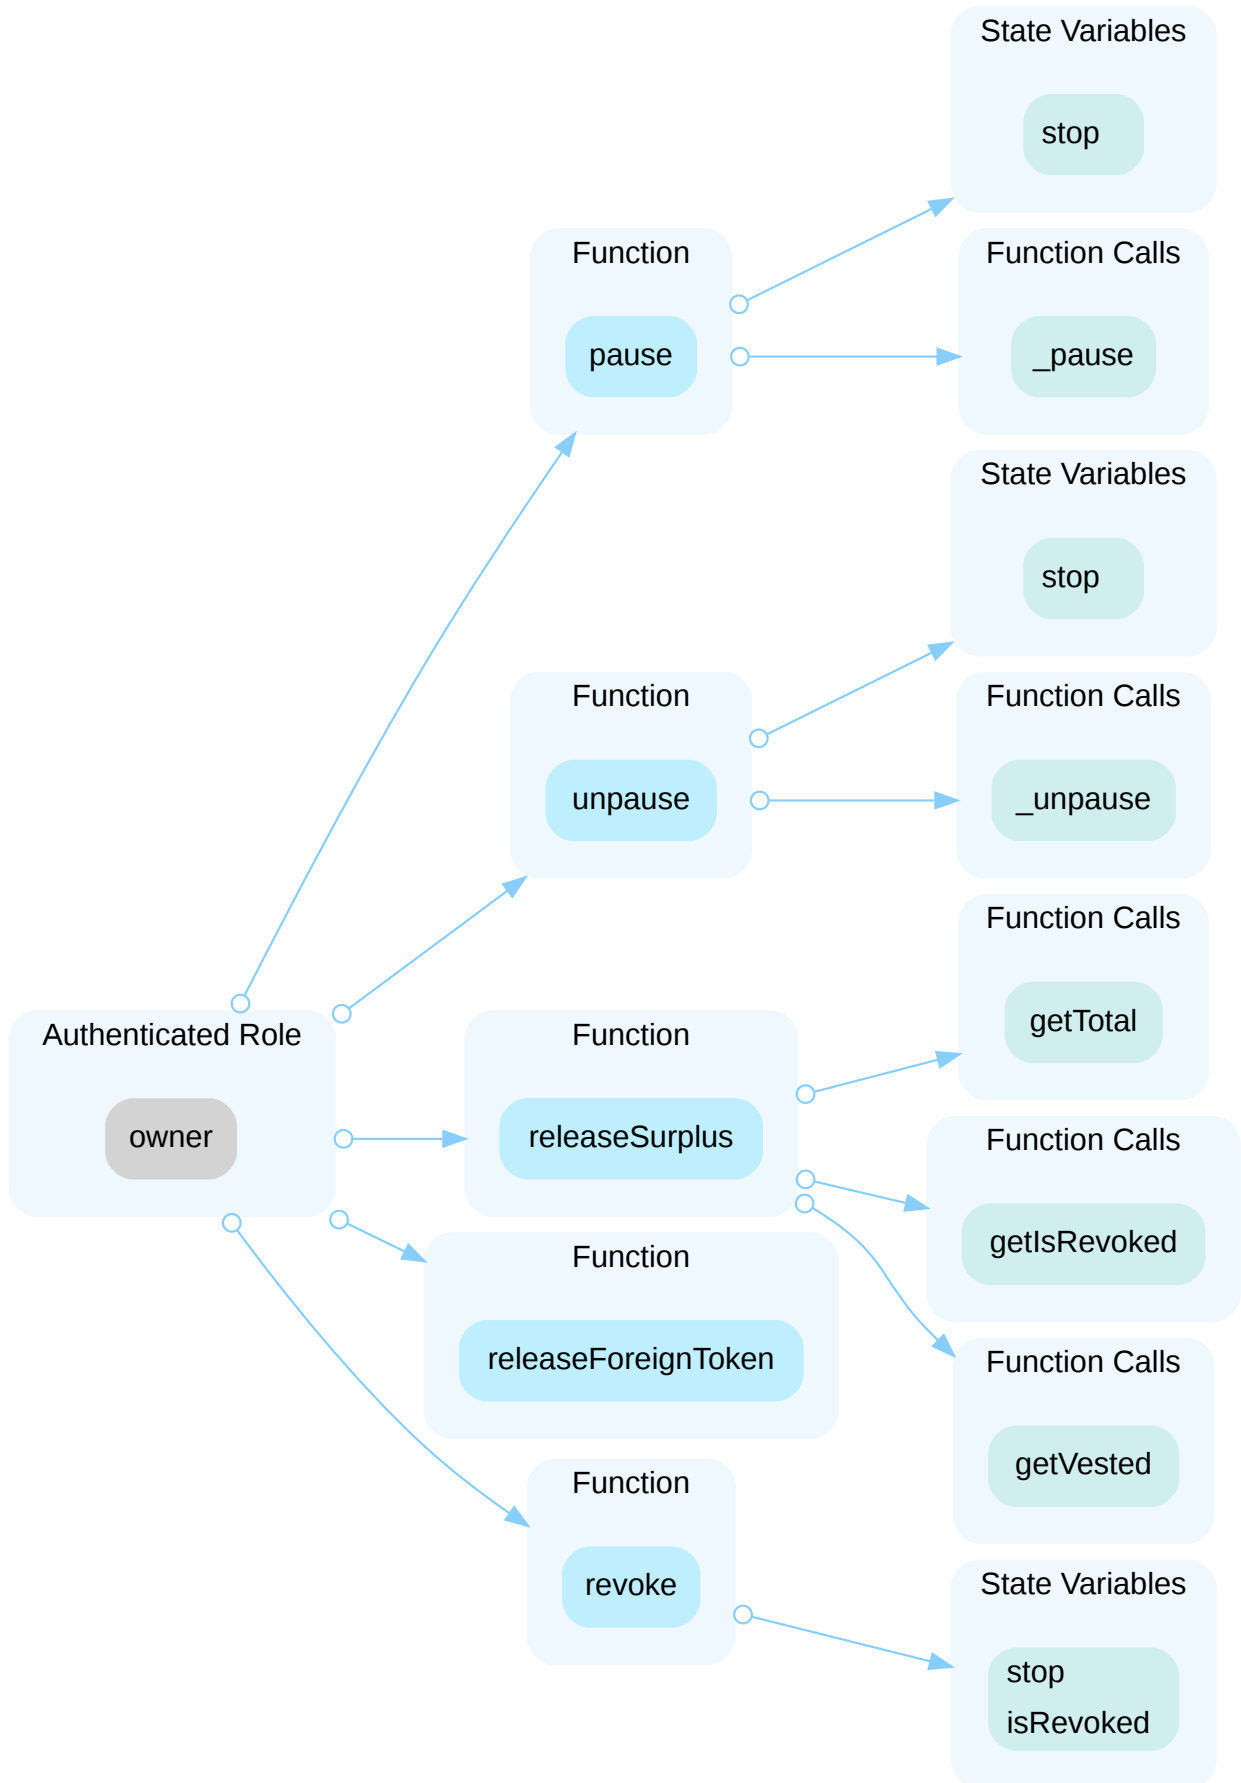 State Variables
stop
Function
pause
Function Calls
_pause
State Variables
stop
Function
unpause
Function Calls
_unpause
Authenticated Role
owner
Function
releaseSurplus
Function Calls
getTotal
Function Calls
getIsRevoked
Function
releaseForeignToken
Function Calls
getVested
Function
revoke
State Variables
stop
isRevoked